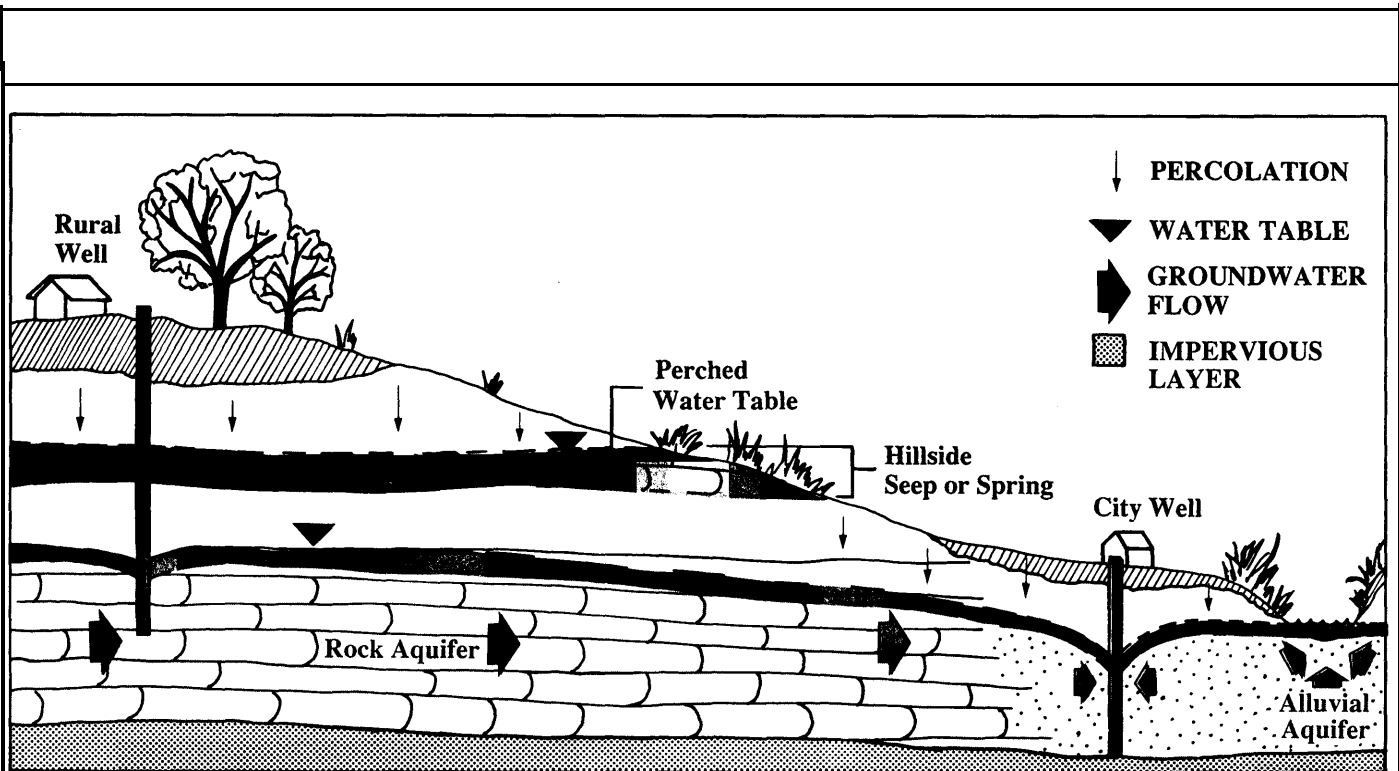 Rural
Well
PERCOLATION
WATER TABLE
GROUNDWATER
FLOW
IMPERVIOUS
LAYER
Perched
Water Table
Hillside
Seep or Spring
City Well
Rock Aquifer
Alluvial
Aquifer